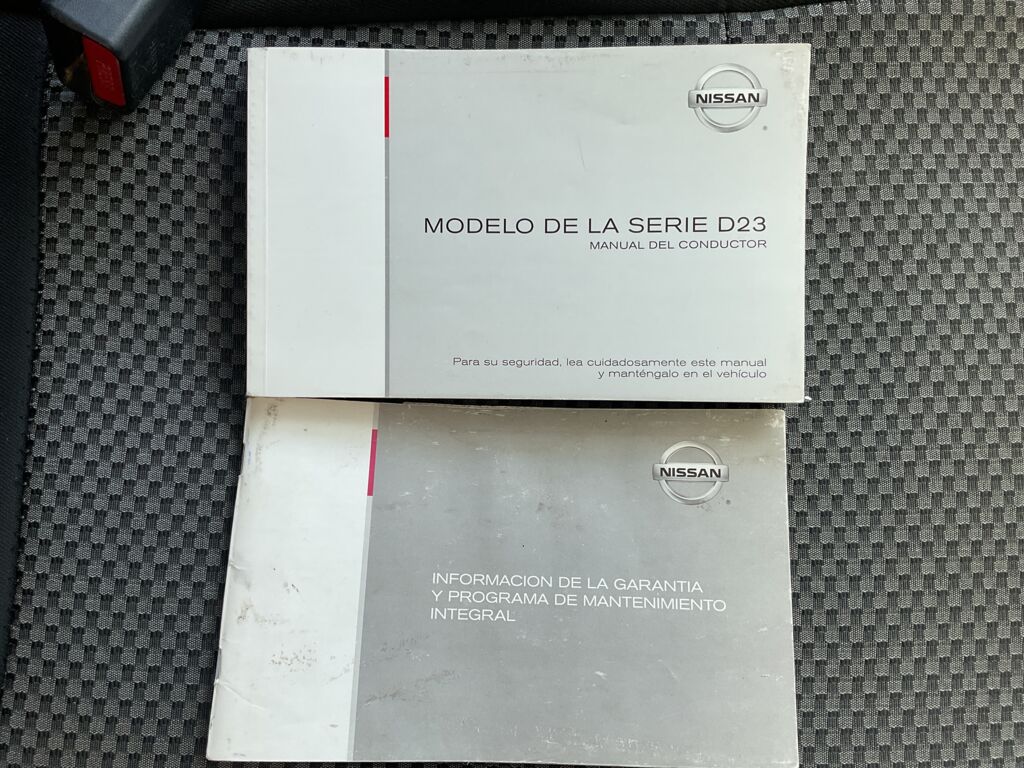 NISSAN
MODELO DE LA SERIE D23
MANUAL DEL CONDUCTOR
Para su seguridad, lea cuidadosamente este manual
y manténgalo en el vehículo
NISSAN
INFORMACION DE LA GARANTIA
Y PROGRAMA DE MANTENIMIENTO
INTEGRAL